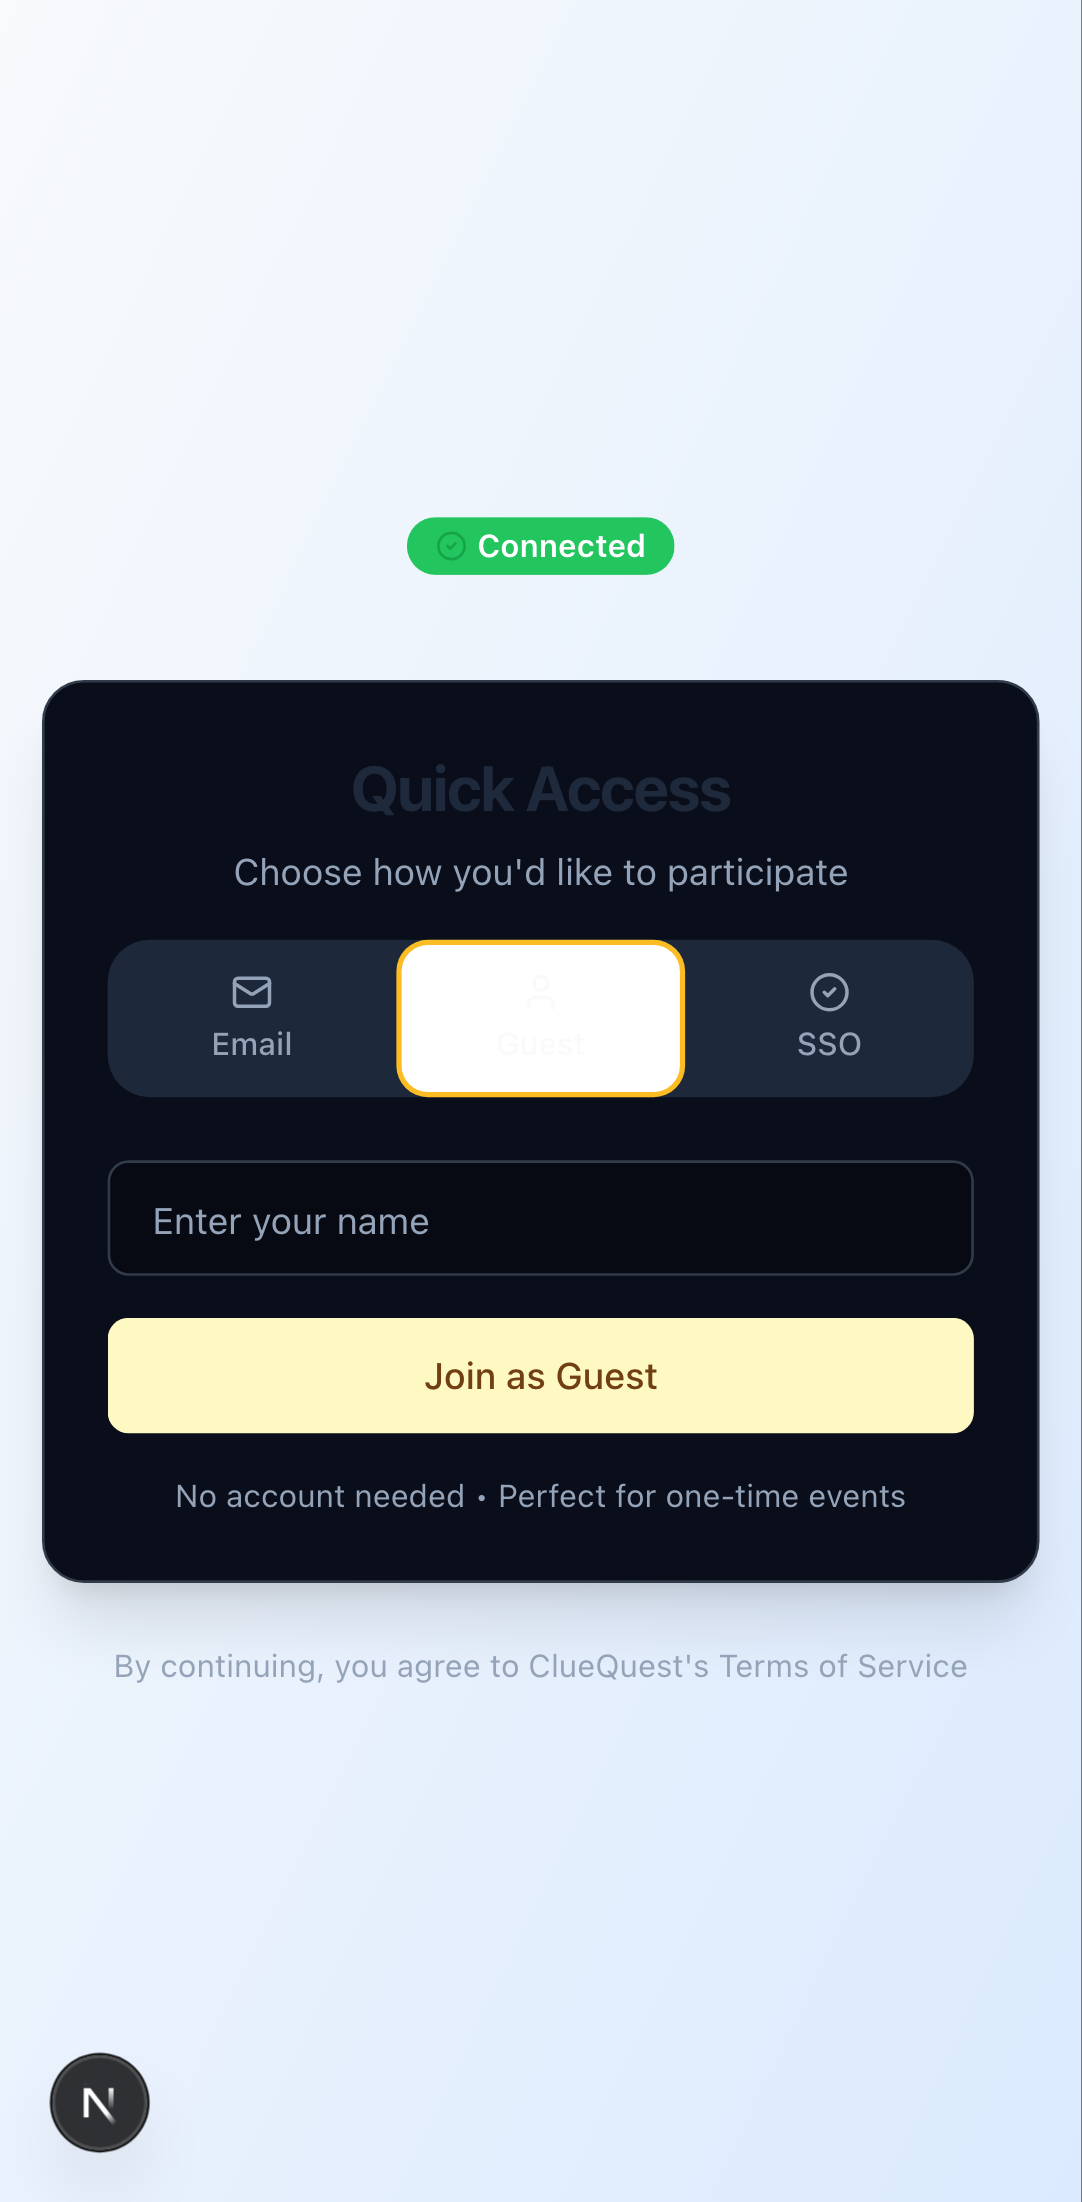 Connected
Quick Access
Choose how you'd like to participate
Email
Guest
SSO
Enter your name
Join as Guest
No account needed • Perfect for one-time events
By continuing, you agree to ClueQuest's Terms of Service
N